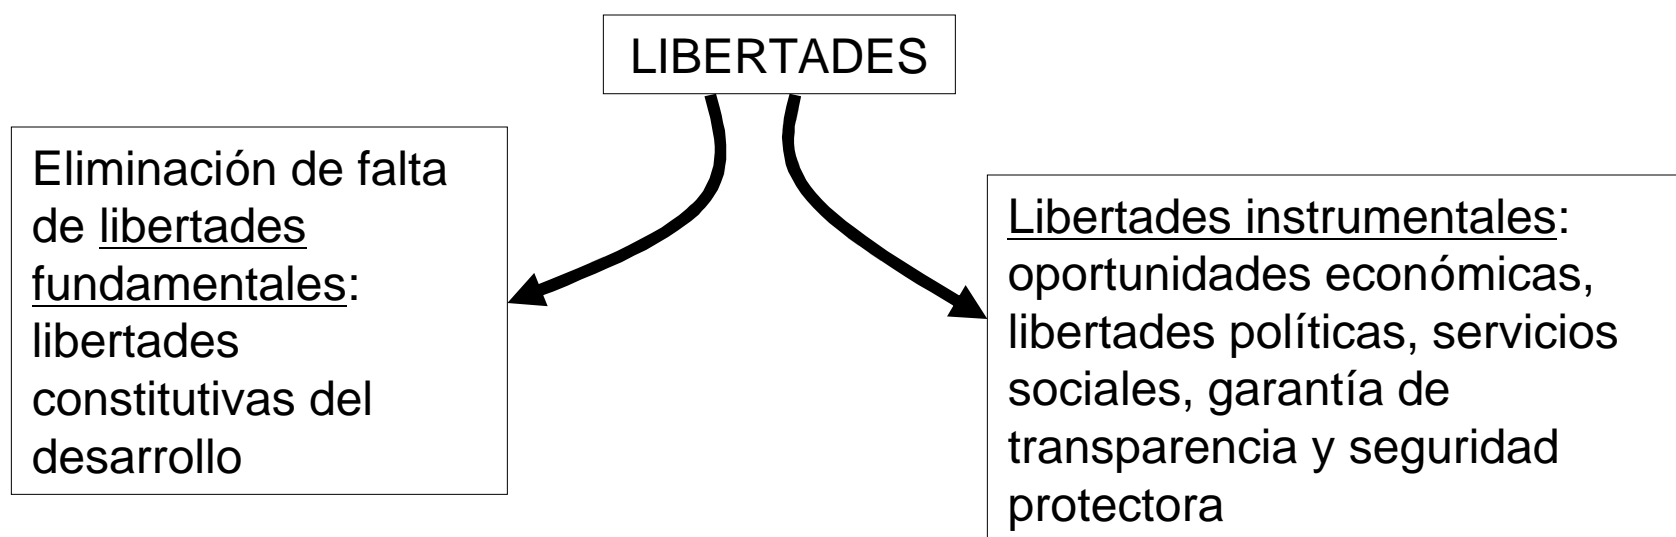 LIBERTADES
Eliminación de falta
de libertades
fundamentales:
libertades
constitutivas del
desarrollo
Libertades instrumentales:
oportunidades económicas,
libertades políticas, servicios
sociales, garantía de
transparencia y seguridad
protectora